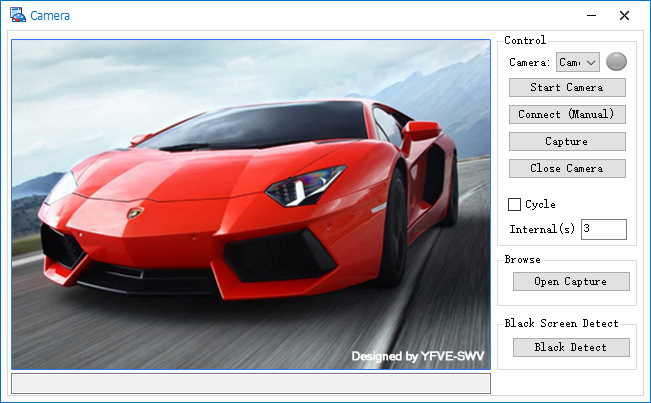 Camera
Control
Camera:
Start Camera
Connect (Manual)
Capture
Close Camera
Cycle
Internal(s) 3
Browse
Open Capture
Black Screen Detect
Black Detect
Designed by YFVE-SWV